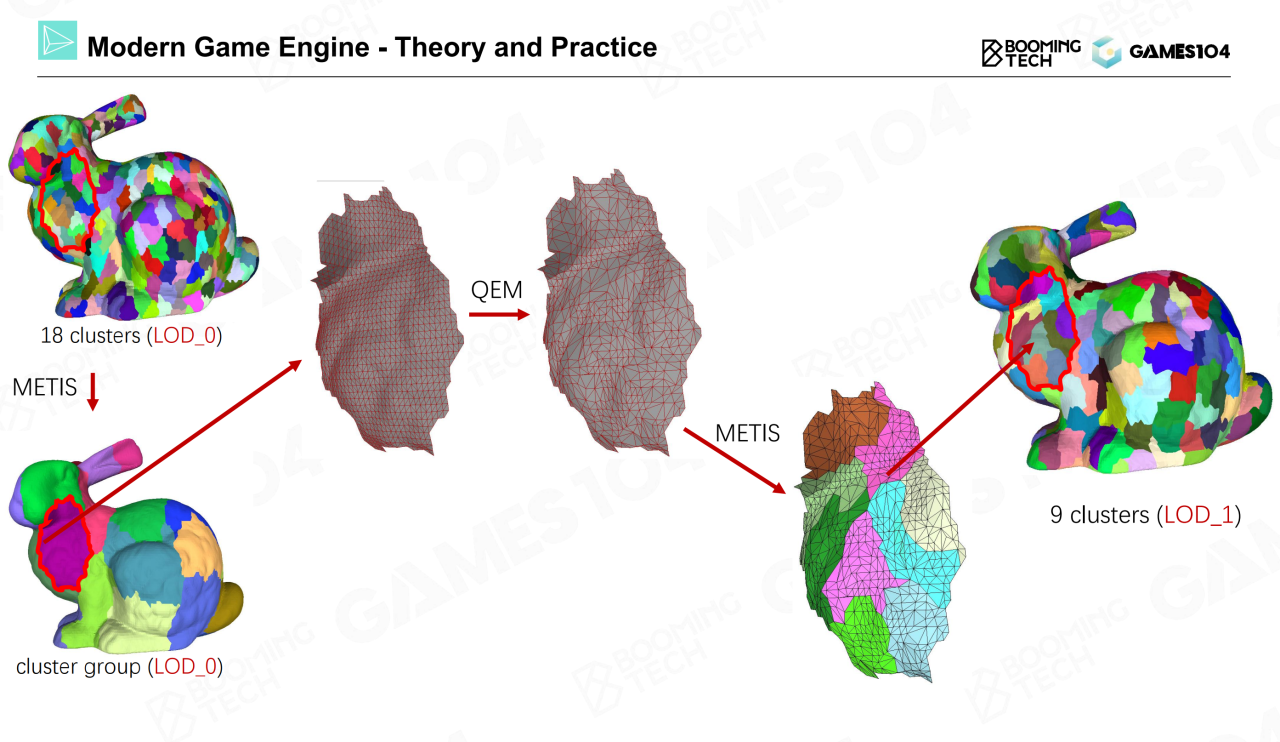 Modern Game Engine - Theory and Practice
BOOMING
TECH
GAMES104
18 clusters (LOD_0)
METIS
cluster group (LOD_0)
QEM
METIS
9 clusters (LOD_1)